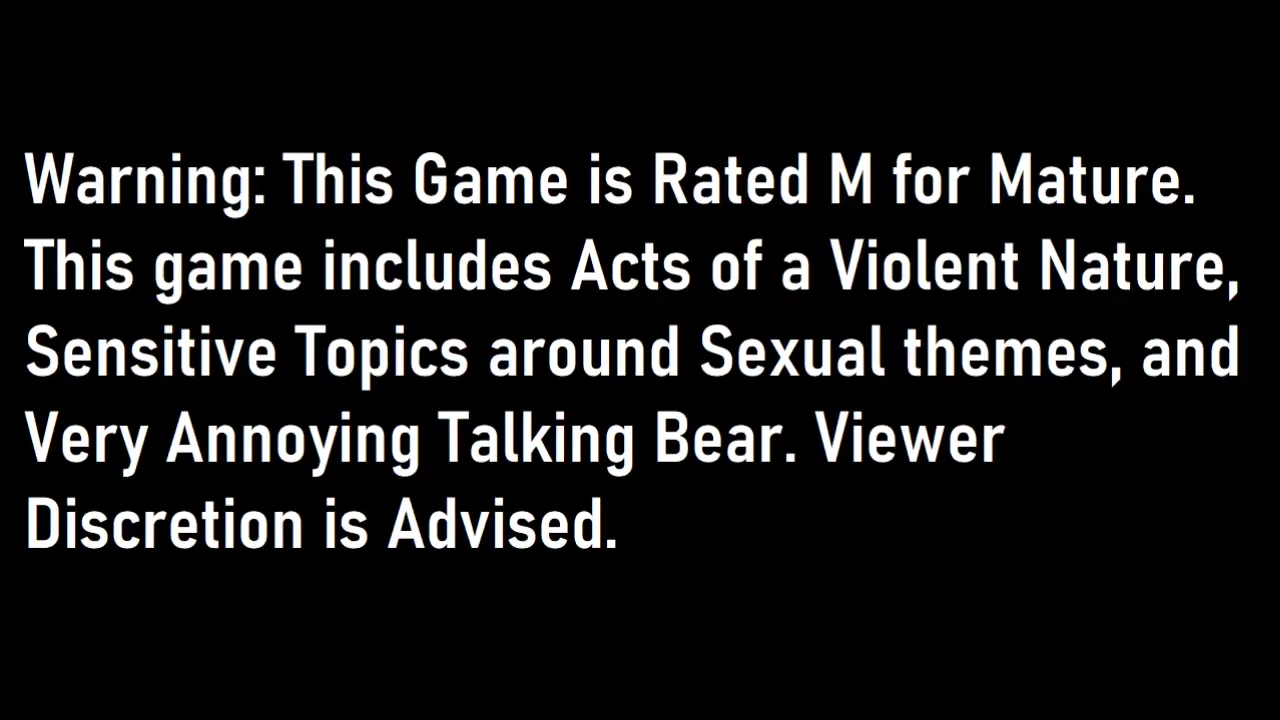 Warning: This Game is Rated M for Mature.
This game includes Acts of a Violent Nature,
Sensitive Topics around Sexual themes, and
Very Annoying Talking Bear. Viewer
Discretion is Advised.